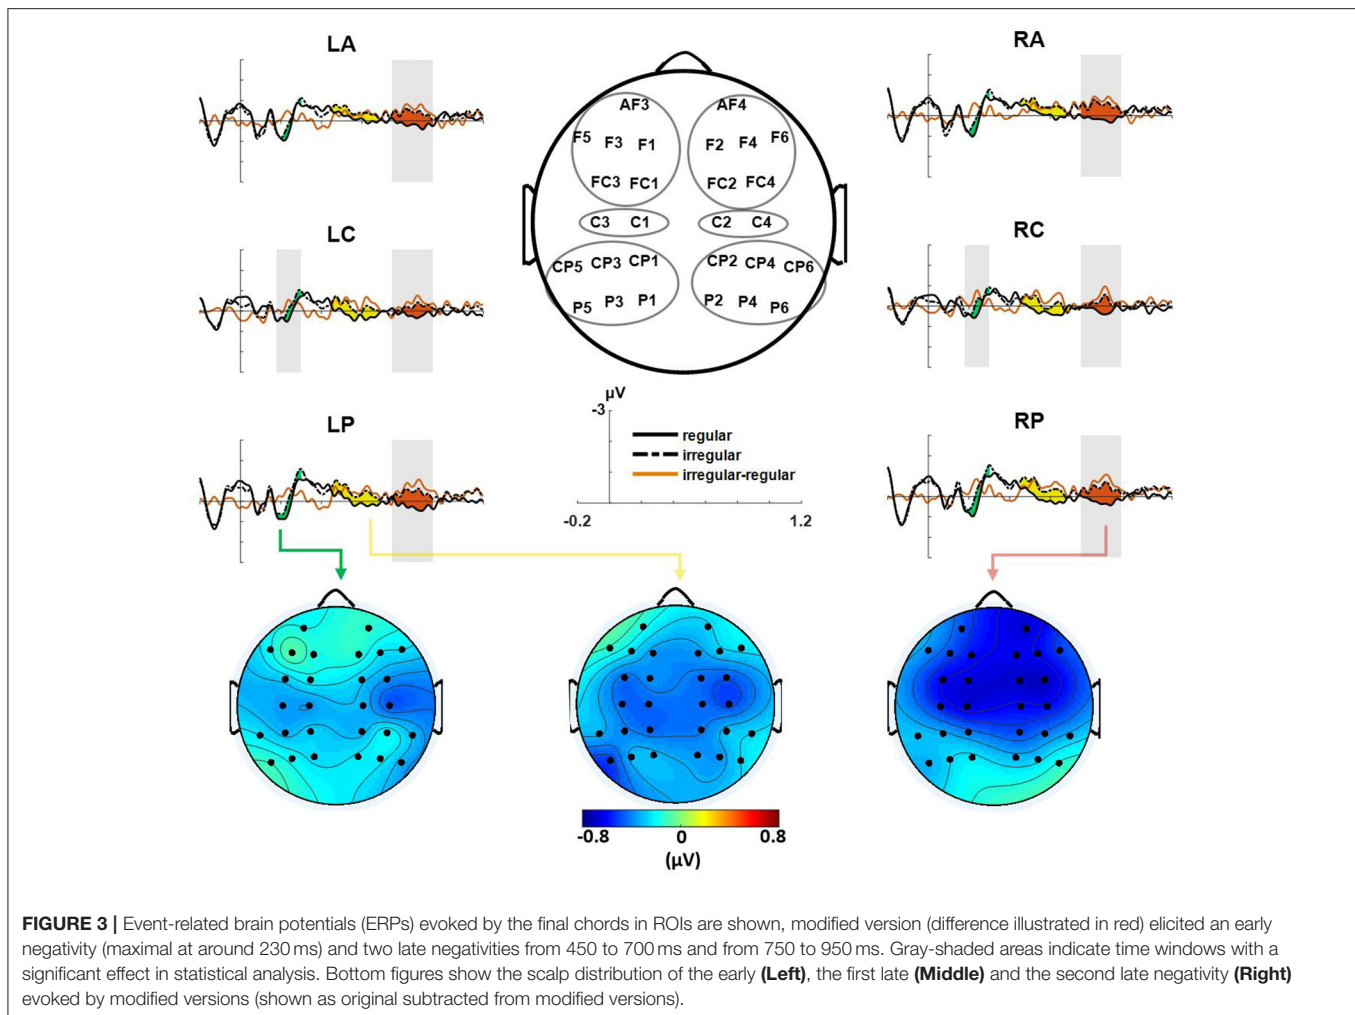 LA
RA
AF3 AF4
F5 F3 F1 F2 F4 F6
FC3 FC1 FC2 FC4
LC
C3 C1 C2 C4
RC
CP5 CP3 CP1 CP2 CP4 CP6
P5 P3 P1 P2 P4 P6
LP
µV
-3
regular
irregular
irregular-regular
-0.2 1.2
RP
-0.8 0 0.8
(µV)
FIGURE 3 | Event-related brain potentials (ERPs) evoked by the final chords in ROIs are shown, modified version (difference illustrated in red) elicited an early
negativity (maximal at around 230 ms) and two late negativities from 450 to 700 ms and from 750 to 950 ms. Gray-shaded areas indicate time windows with a
significant effect in statistical analysis. Bottom figures show the scalp distribution of the early (Left), the first late (Middle) and the second late negativity (Right)
evoked by modified versions (shown as original subtracted from modified versions).